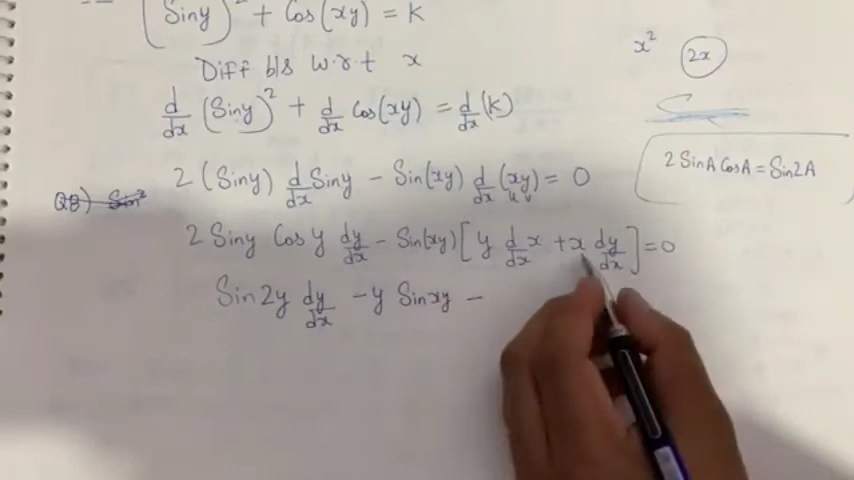 (Siny)² + Cos(xy) = K
Diff b/s w.r.t x
x² 2x
d/dx (Siny)² + d/dx Cos(xy) = d/dx (K)
2 SinA CosA = Sin2A
2 (Siny) d/dx Siny - Sin(xy) d/dx (xy) = 0
u v
Q8) Sin²
2 Siny Cos y dy/dx - Sin(xy) [y d/dx x + x dy/dx] = 0
Sin2y dy/dx - y Sinxy -